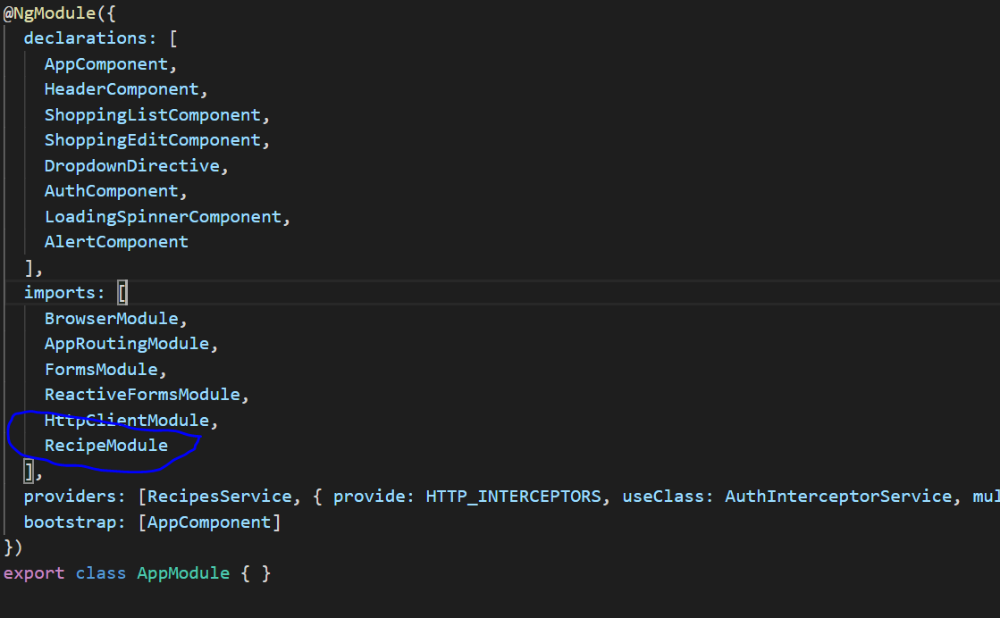 @NgModule({
declarations: [
AppComponent,
HeaderComponent,
ShoppingListComponent,
ShoppingEditComponent,
DropdownDirective,
AuthComponent,
LoadingSpinnerComponent,
AlertComponent
],
imports: [
BrowserModule,
AppRoutingModule,
FormsModule,
ReactiveFormsModule,
HttpClientModule,
RecipeModule
],
providers: [RecipesService, { provide: HTTP_INTERCEPTORS, useClass: AuthInterceptorService, mul
bootstrap: [AppComponent]
})
export class AppModule { }